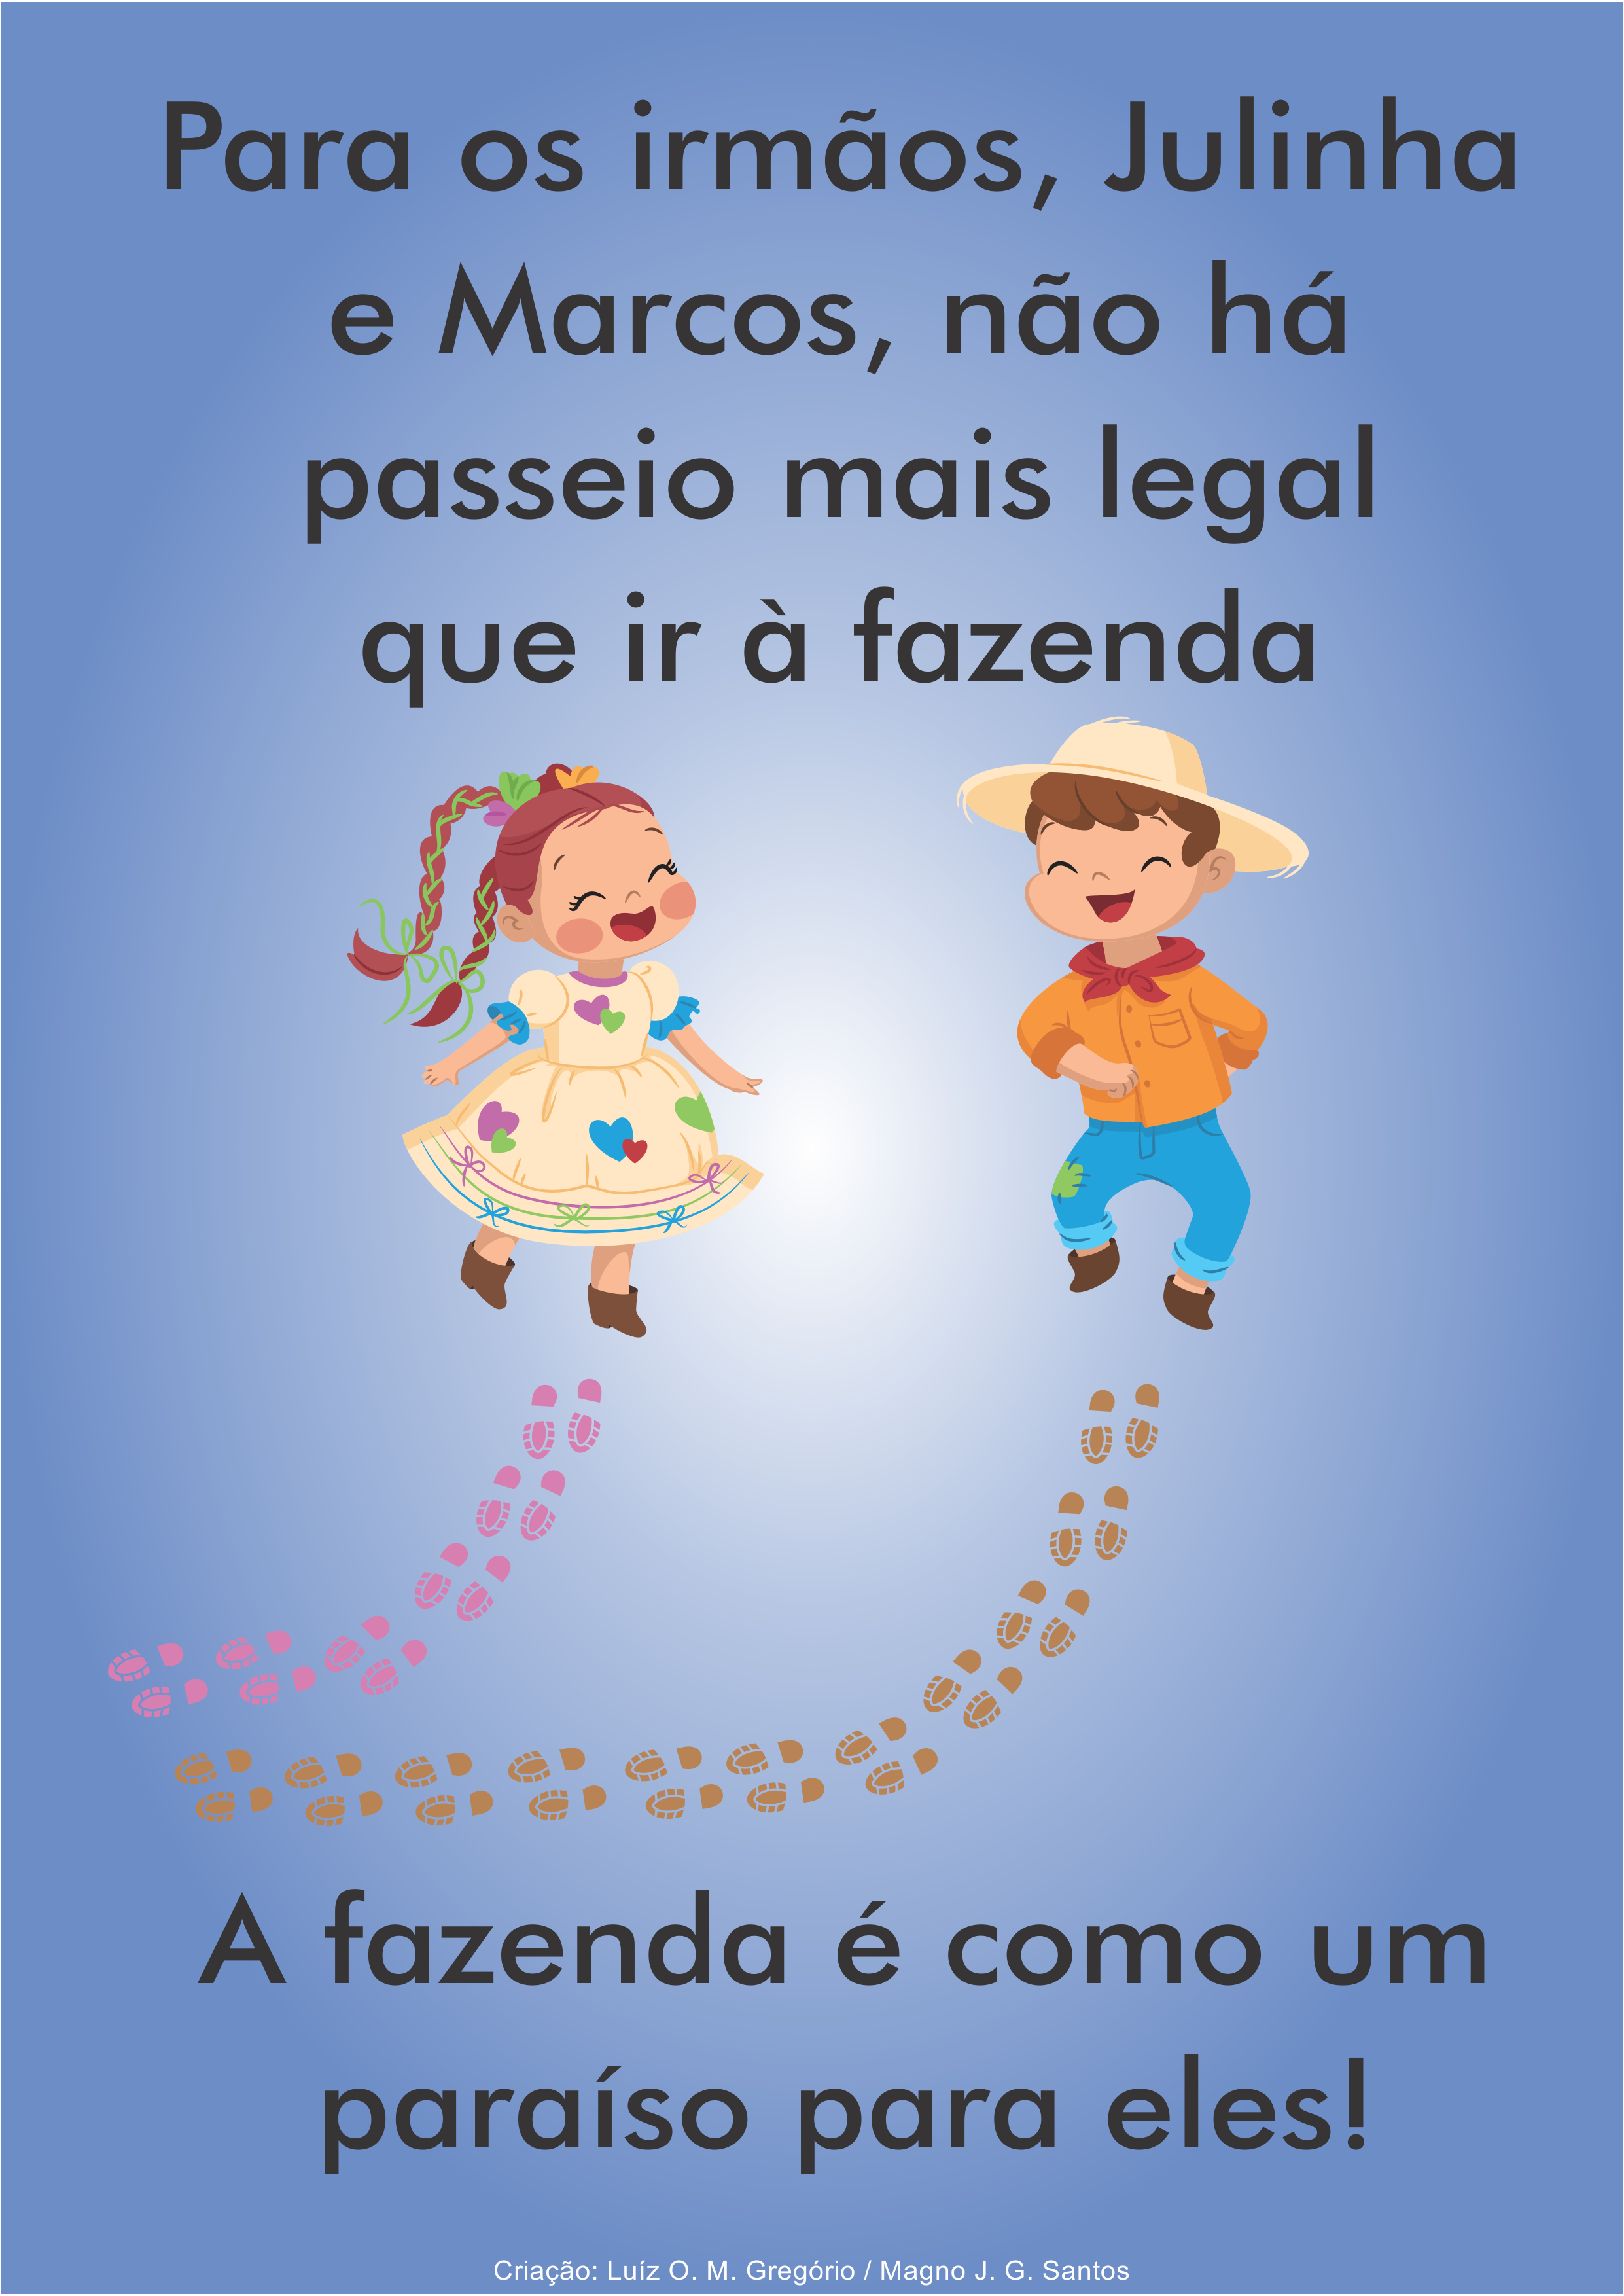 Para os irmãos, Julinha
e Marcos, não há
passeio mais legal
que ir à fazenda
A fazenda é como um
paraíso para eles!
Criação: Luíz O. M. Gregório / Magno J. G. Santos